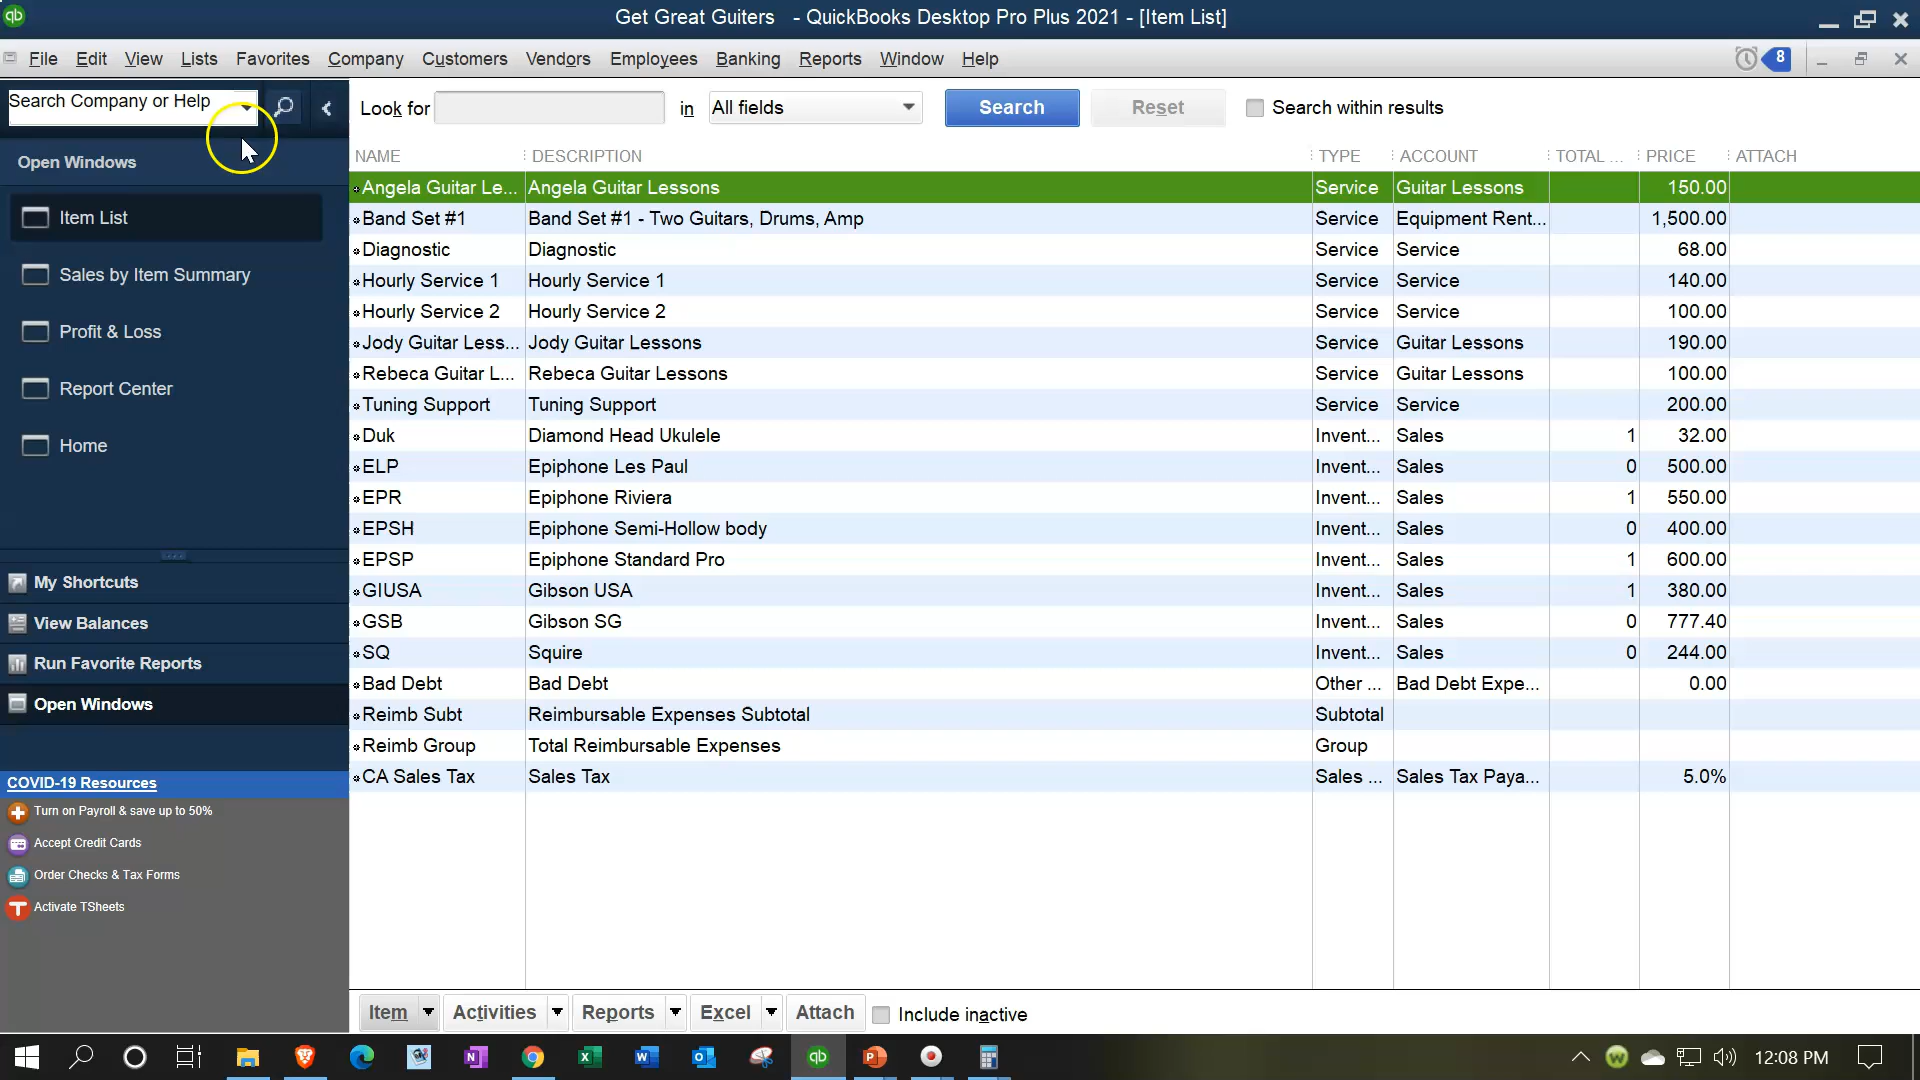 qb Get Great Guiters - QuickBooks Desktop Pro Plus 2021 - [Item List]
File Edit View Lists Favorites Company Customers Vendors Employees Banking Reports Window Help 8
Search Company or Help
Look for in All fields Search Reset Search within results
Open Windows
Item List
Sales by Item Summary
Profit & Loss
Report Center
Home
My Shortcuts
View Balances
Run Favorite Reports
Open Windows
COVID-19 Resources
Turn on Payroll & save up to 50%
Accept Credit Cards
Order Checks & Tax Forms
Activate TSheets
NAME DESCRIPTION TYPE ACCOUNT TOTAL ... PRICE ATTACH
Angela Guitar Le... Angela Guitar Lessons Service Guitar Lessons 150.00
Band Set #1 Band Set #1 - Two Guitars, Drums, Amp Service Equipment Rent... 1,500.00
Diagnostic Diagnostic Service Service 68.00
Hourly Service 1 Hourly Service 1 Service Service 140.00
Hourly Service 2 Hourly Service 2 Service Service 100.00
Jody Guitar Less... Jody Guitar Lessons Service Guitar Lessons 190.00
Rebeca Guitar L... Rebeca Guitar Lessons Service Guitar Lessons 100.00
Tuning Support Tuning Support Service Service 200.00
Duk Diamond Head Ukulele Invent... Sales 1 32.00
ELP Epiphone Les Paul Invent... Sales 0 500.00
EPR Epiphone Riviera Invent... Sales 1 550.00
EPSH Epiphone Semi-Hollow body Invent... Sales 0 400.00
EPSP Epiphone Standard Pro Invent... Sales 1 600.00
GIUSA Gibson USA Invent... Sales 1 380.00
GSB Gibson SG Invent... Sales 0 777.40
SQ Squire Invent... Sales 0 244.00
Bad Debt Bad Debt Other ... Bad Debt Expe... 0.00
Reimb Subt Reimbursable Expenses Subtotal Subtotal
Reimb Group Total Reimbursable Expenses Group
CA Sales Tax Sales Tax Sales ... Sales Tax Paya... 5.0%
Item Activities Reports Excel Attach Include inactive
12:08 PM